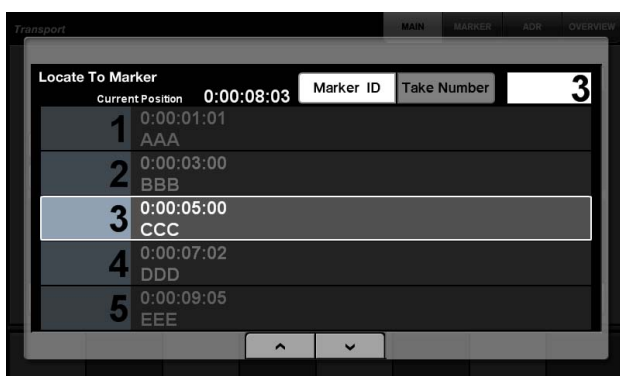 Transport MAIN MARKER ADR OVERVIEW
Locate To Marker
Current Position 0:00:08:03 Marker ID Take Number 3
1 0:00:01:01
AAA
2 0:00:03:00
BBB
3 0:00:05:00
CCC
4 0:00:07:02
DDD
5 0:00:09:05
EEE